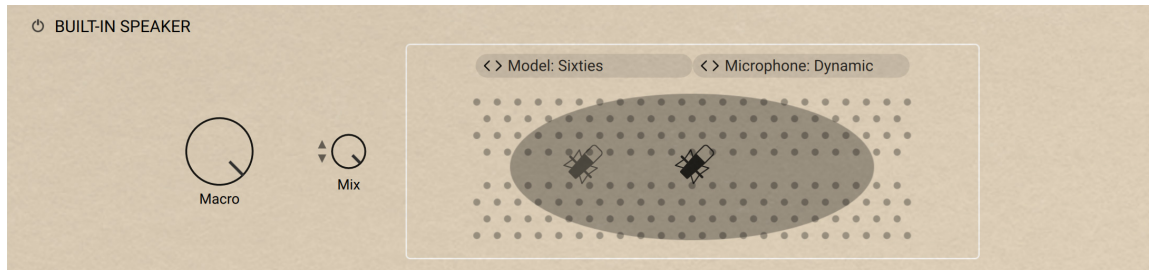 BUILT-IN SPEAKER
Model: Sixties
Microphone: Dynamic
Macro
Mix